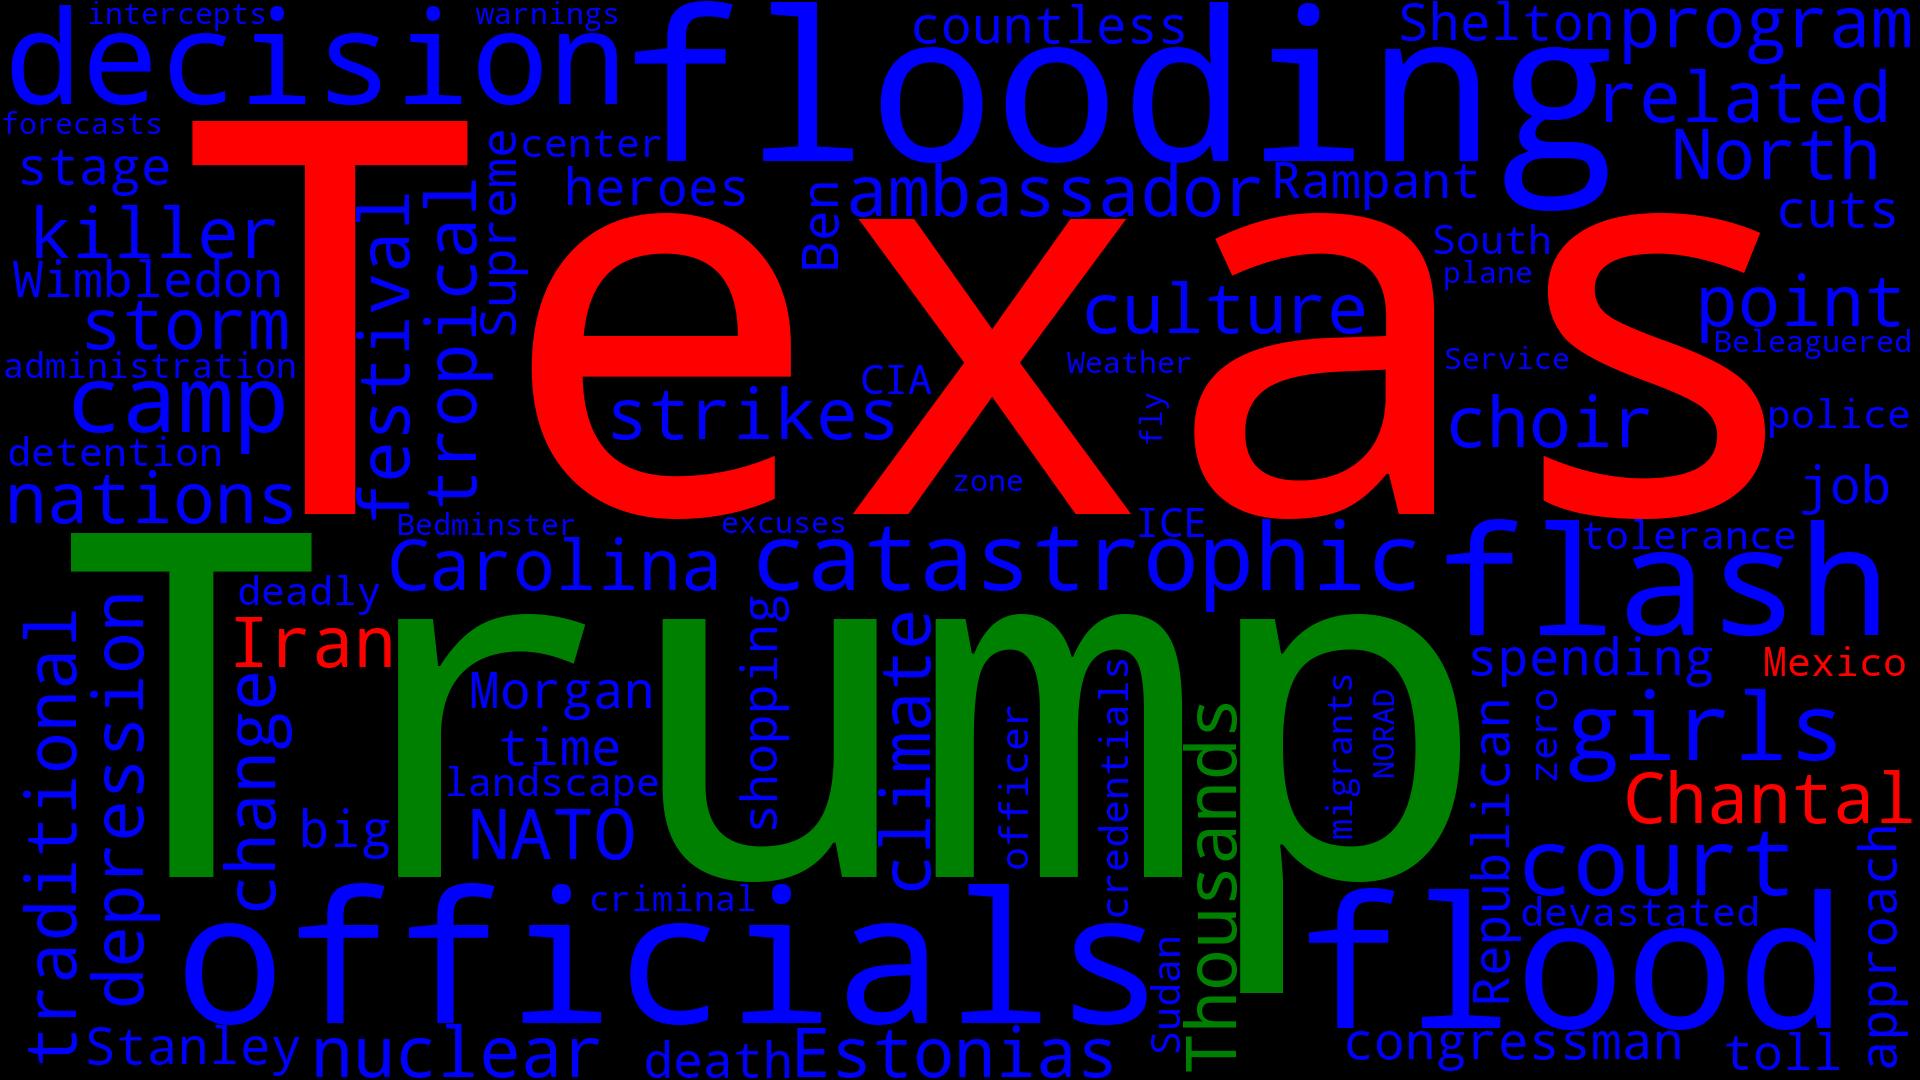 intercepts
warnings
decision
flooding
countless
Shelton
program
forecasts
stage
center
related
North
heroes
Supreme
Ben
ambassador
Rampant
cuts
killer
Texas
festival
tropical
South
plane
Wimbledon
storm
culture
point
Beleaguered
administration
camp
CIA
Weather
Service
strikes
fly
choir
police
detention
nations
zone
job
Bedminster
excuses
ICE
tolerance
Carolina
catastrophic
flash
Trump
deadly
Iran
traditional
depression
change
Morgan
time
landscape
shopping
climate
officer
credentials
migrants
NORAD
Thousands
spending
Mexico
zero
girls
Republican
Chantal
big
NATO
court
approach
criminal
officials
devastated
flood
Sudan
Stanley
nuclear
death
Estonias
congressman
toll